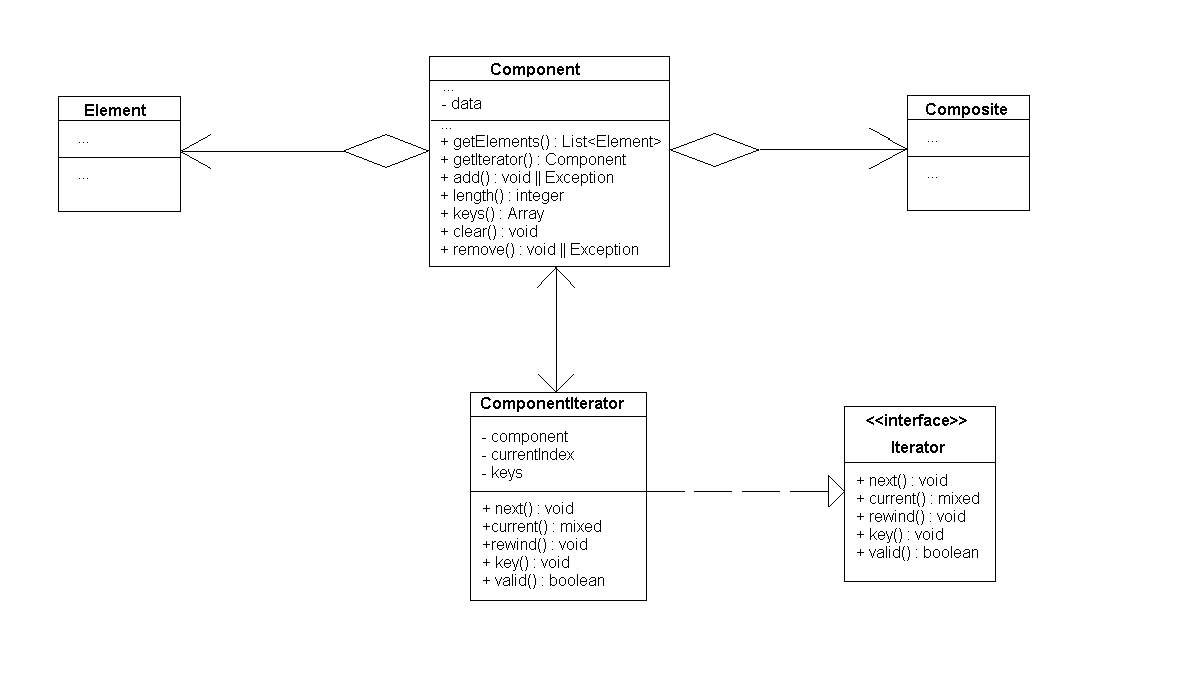 Component
...
- data
...
+ getElements() : List<Element>
+ getIterator() : Component
+ add() : void || Exception
+ length() : integer
+ keys() : Array
+ clear() : void
+ remove() : void || Exception
Element
...
...
Composite
...
...
ComponentIterator
- component
- currentIndex
- keys
+ next() : void
+current() : mixed
+rewind() : void
+ key() : void
+ valid() : boolean
<<interface>>
Iterator
+ next() : void
+ current() : mixed
+ rewind() : void
+ key() : void
+ valid() : boolean